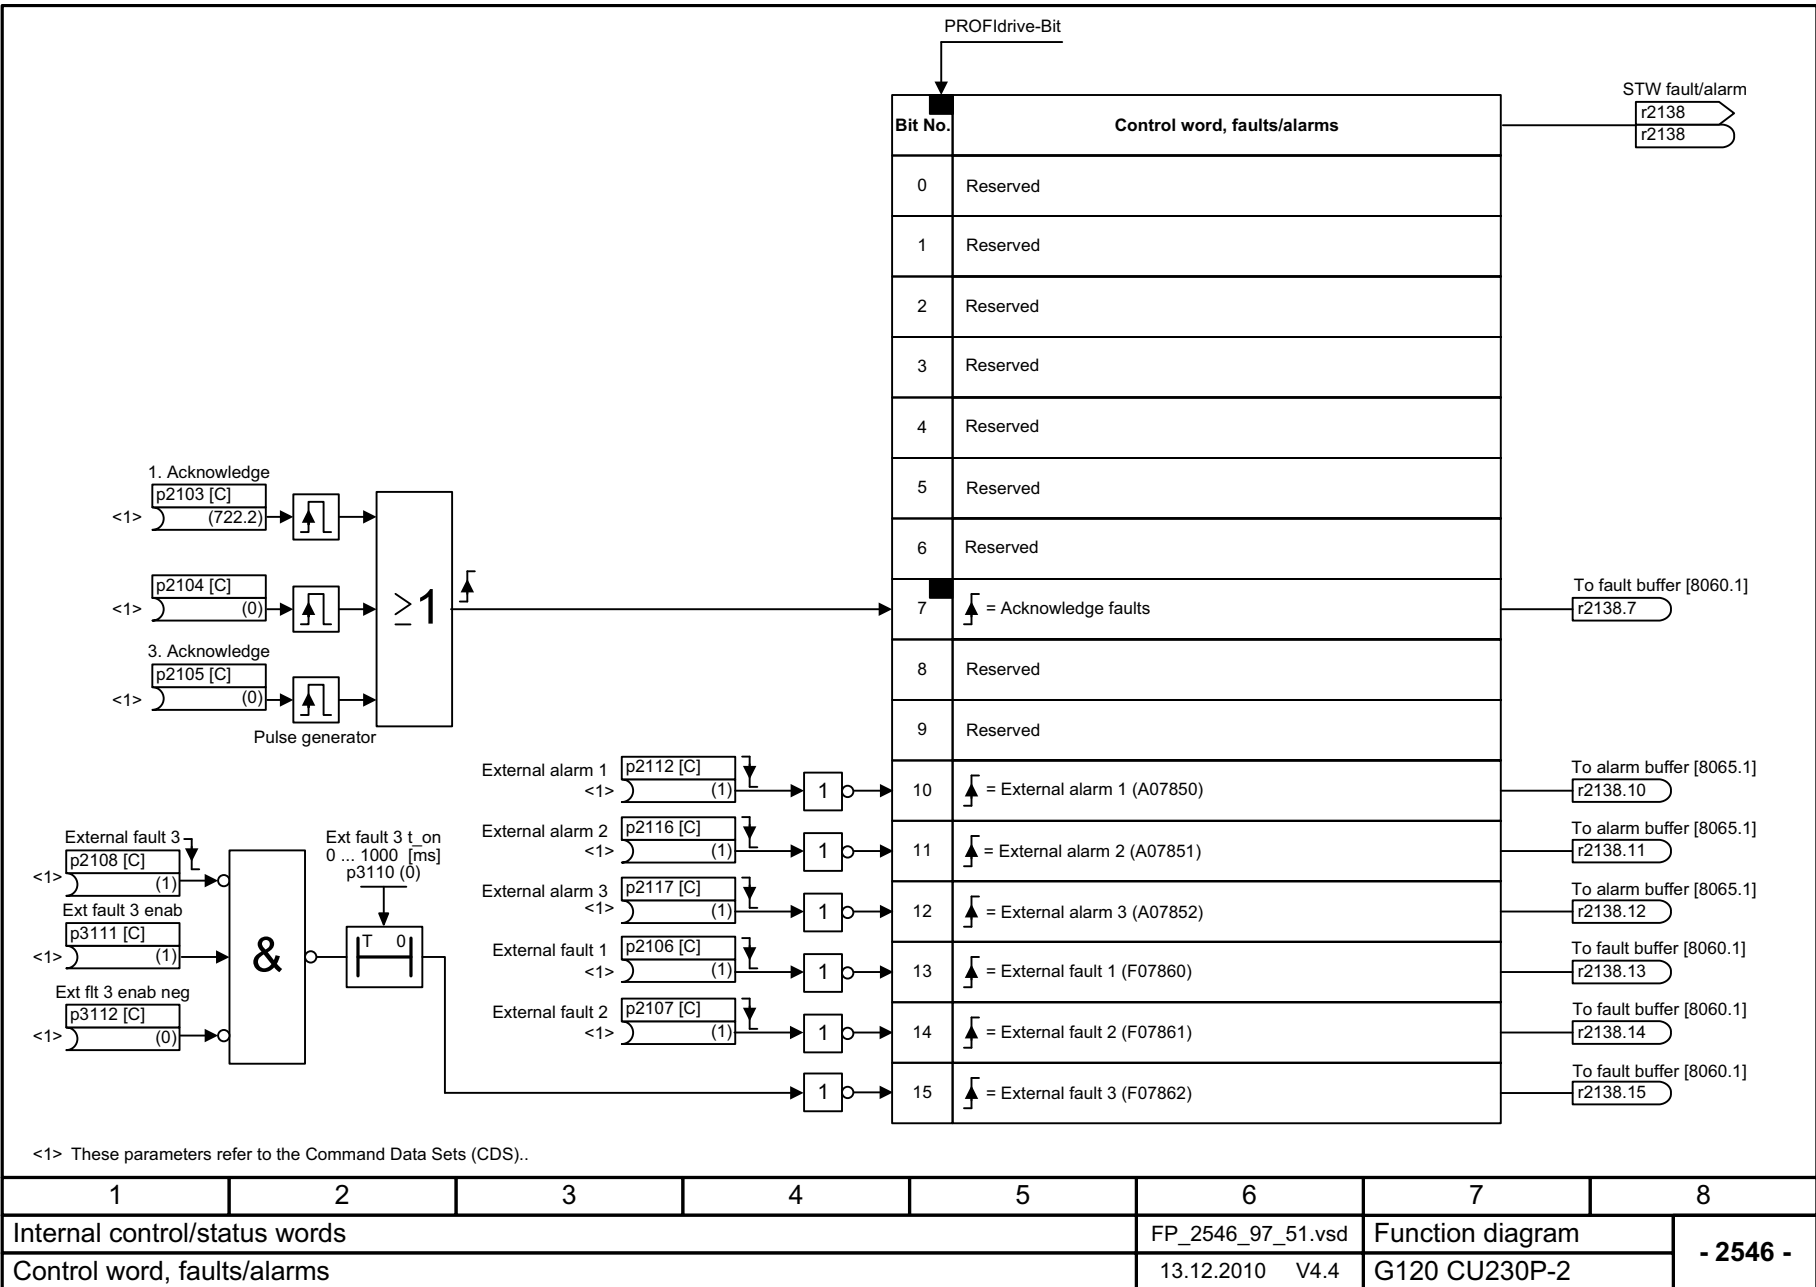 PROFIdrive-Bit
STW fault/alarm
r2138
r2138
Bit No. Control word, faults/alarms
0 Reserved
1 Reserved
2 Reserved
3 Reserved
4 Reserved
5 Reserved
6 Reserved
1. Acknowledge
p2103 [C]
<1> (722.2)
p2104 [C]
<1> (0)
3. Acknowledge
p2105 [C]
<1> (0)
Pulse generator
≥1
7 = Acknowledge faults
To fault buffer [8060.1]
r2138.7
8 Reserved
9 Reserved
External alarm 1 p2112 [C]
<1> (1) 1
10 = External alarm 1 (A07850)
To alarm buffer [8065.1]
r2138.10
External alarm 2 p2116 [C]
<1> (1) 1
11 = External alarm 2 (A07851)
To alarm buffer [8065.1]
r2138.11
External alarm 3 p2117 [C]
<1> (1) 1
12 = External alarm 3 (A07852)
To alarm buffer [8065.1]
r2138.12
External fault 1 p2106 [C]
<1> (1) 1
13 = External fault 1 (F07860)
To fault buffer [8060.1]
r2138.13
External fault 2 p2107 [C]
<1> (1) 1
14 = External fault 2 (F07861)
To fault buffer [8060.1]
r2138.14
External fault 3
p2108 [C]
<1> (1)
Ext fault 3 enab
p3111 [C]
<1> (1)
Ext flt 3 enab neg
p3112 [C]
<1> (0)
&
Ext fault 3 t_on
0 ... 1000 [ms]
p3110 (0)
T 0
1
15 = External fault 3 (F07862)
To fault buffer [8060.1]
r2138.15
<1> These parameters refer to the Command Data Sets (CDS)..
1 2 3 4 5 6 7 8
Internal control/status words FP_2546_97_51.vsd Function diagram
- 2546 -
Control word, faults/alarms 13.12.2010 V4.4 G120 CU230P-2